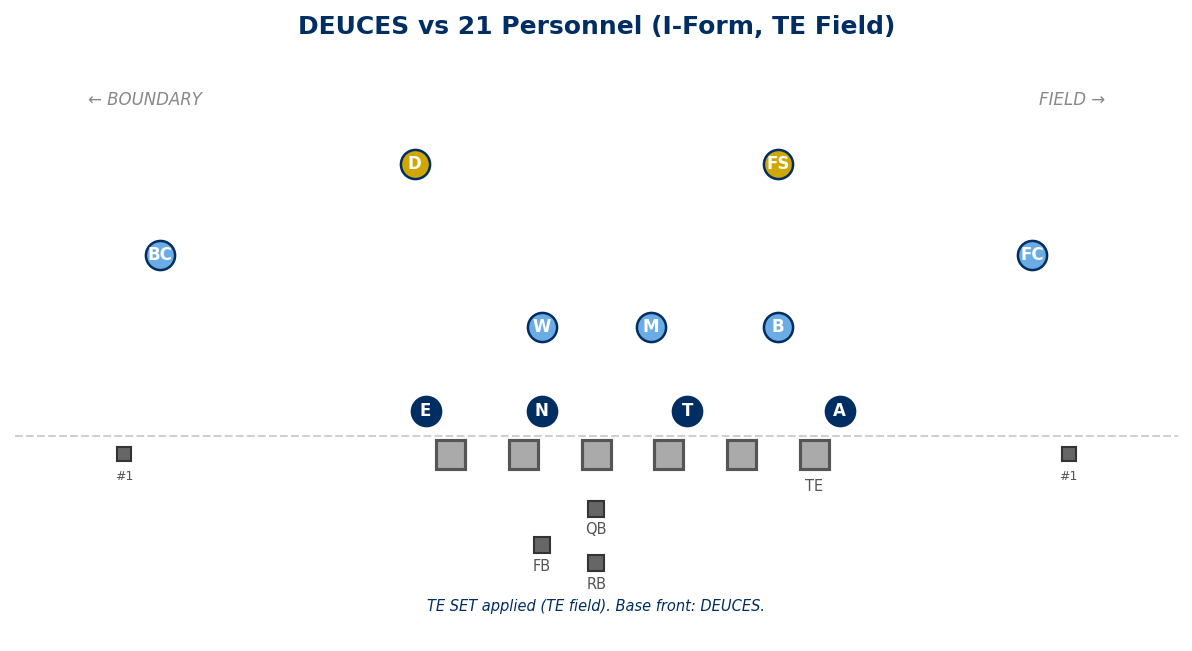 DEUCES vs 21 Personnel (I-Form, TE Field)
← BOUNDARY
FIELD →
D
FS
BC
FC
W
M
B
E
N
T
A
#1
#1
TE
QB
FB
RB
TE SET applied (TE field). Base front: DEUCES.